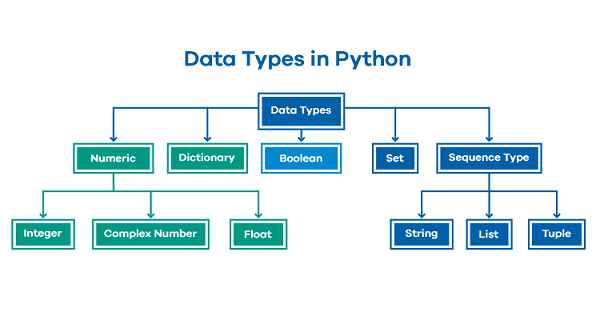 Data Types in Python
Data Types
Numeric
Dictionary
Boolean
Set
Sequence Type
Integer
Complex Number
Float
String
List
Tuple